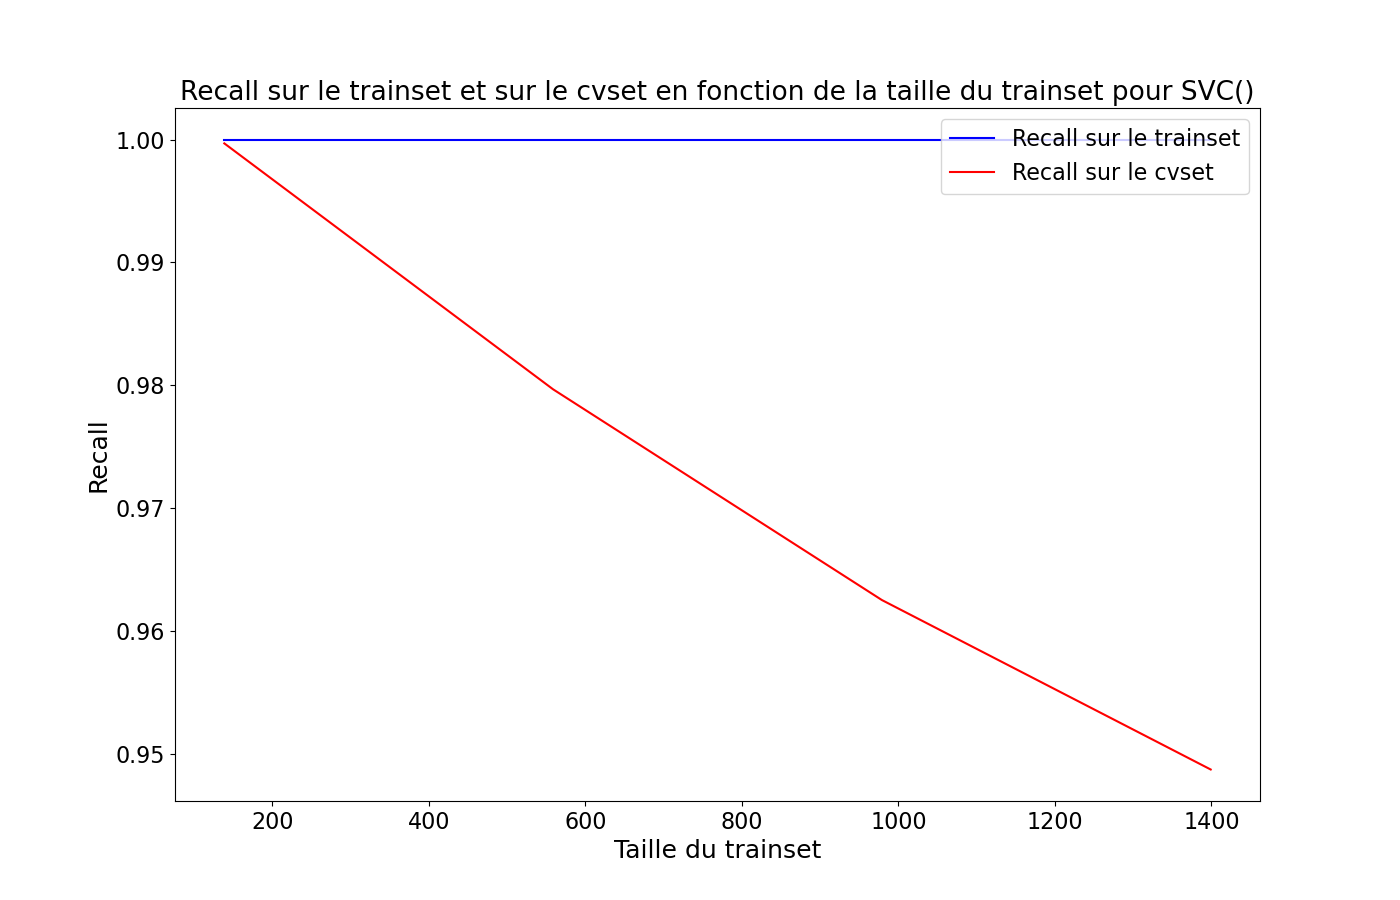 Recall sur le trainset et sur le cvset en fonction de la taille du trainset pour SVC()
Recall sur le trainset
Recall sur le cvset
1.00
0.99
0.98
0.97
0.96
0.95
Recall
200 400 600 800 1000 1200 1400
Taille du trainset